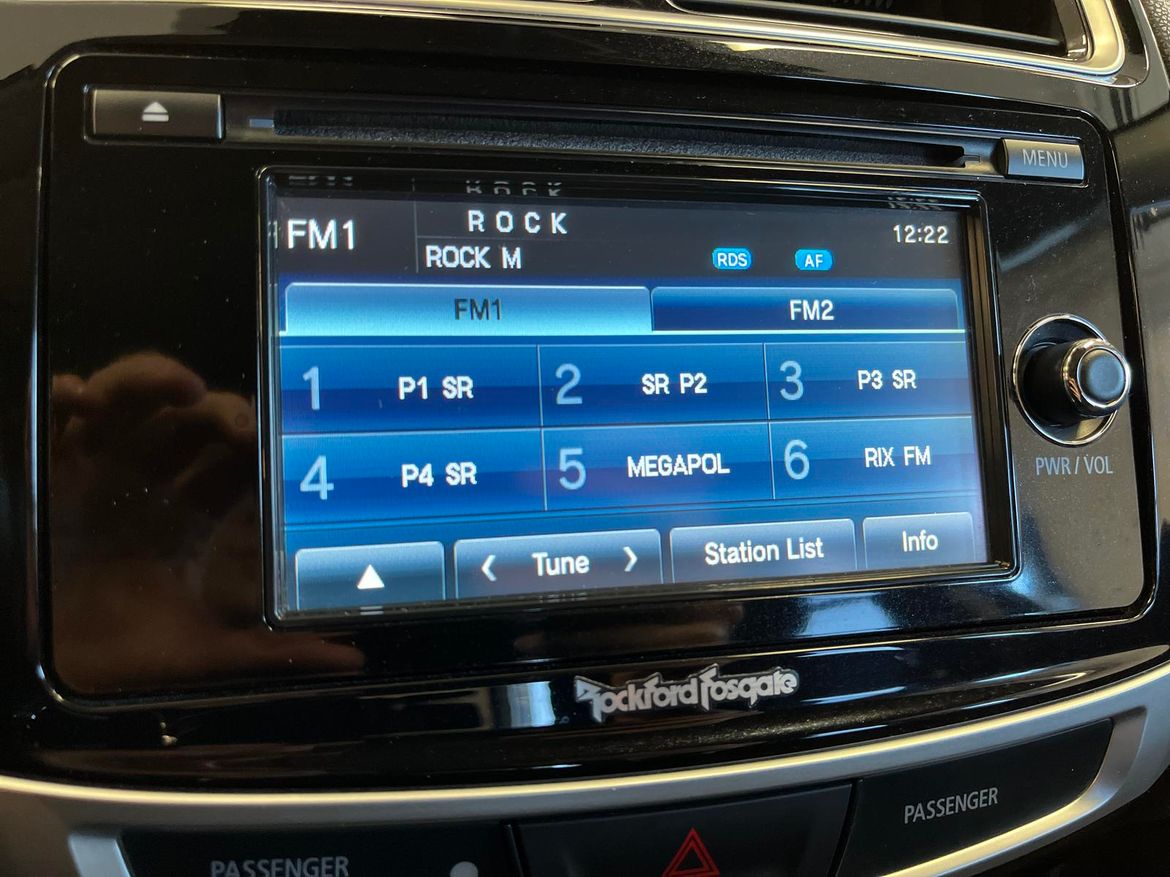 MENU
FM1
ROCK
12:22
ROCK M
RDS
AF
FM1
FM2
1 P1 SR
2 SR P2
3 P3 SR
4 P4 SR
5 MEGAPOL
6 RIX FM
PWR / VOL
< Tune >
Station List
Info
Rockford Fosgate
PASSENGER
PASSENGER